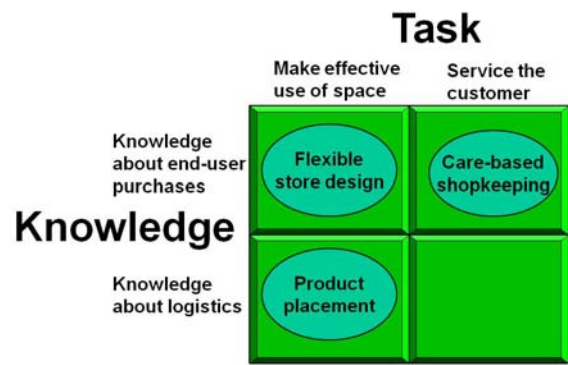 Task
Make effective
use of space
Service the
customer
Knowledge
about end-user
purchases
Flexible
store design
Care-based
shopkeeping
Knowledge
Knowledge
about logistics
Product
placement